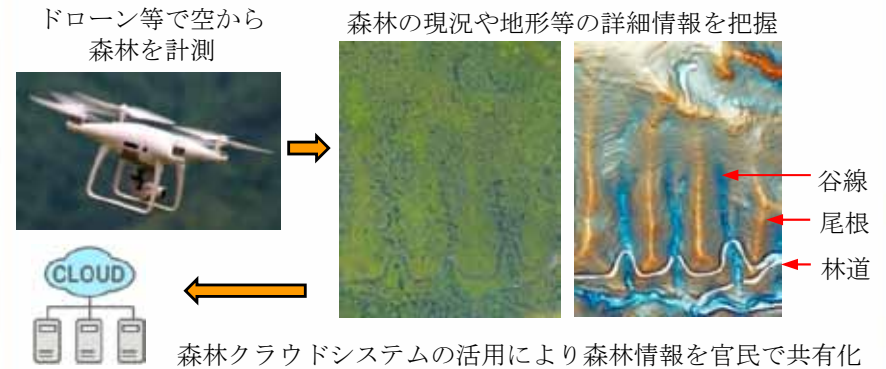 ドローン等で空から
森林を計測
森林の現況や地形等の詳細情報を把握
谷線
尾根
林道
CLOUD
森林クラウドシステムの活用により森林情報を官民で共有化